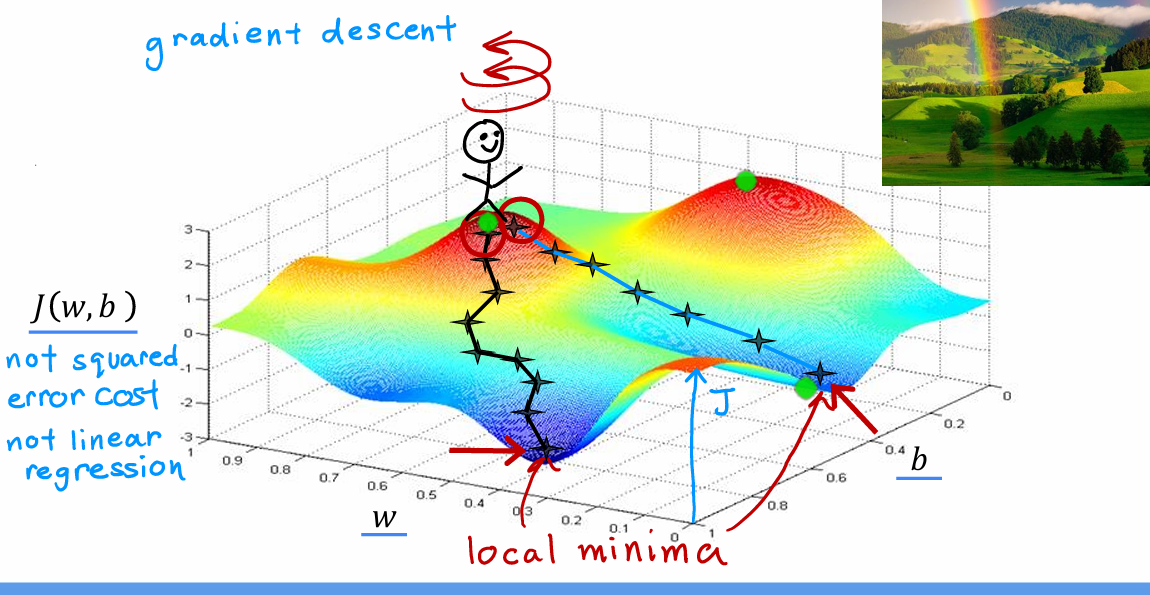 gradient descent
J(w, b)
not squared
error cost
not linear
regression
3
2
1
0
-1
-2
-3
1
0.9
0.8
0.7
0.6
0.5
0.4
0.3
0.2
0.1
0
w
1
0.8
0.6
0.4
0.2
0
b
J
local minima